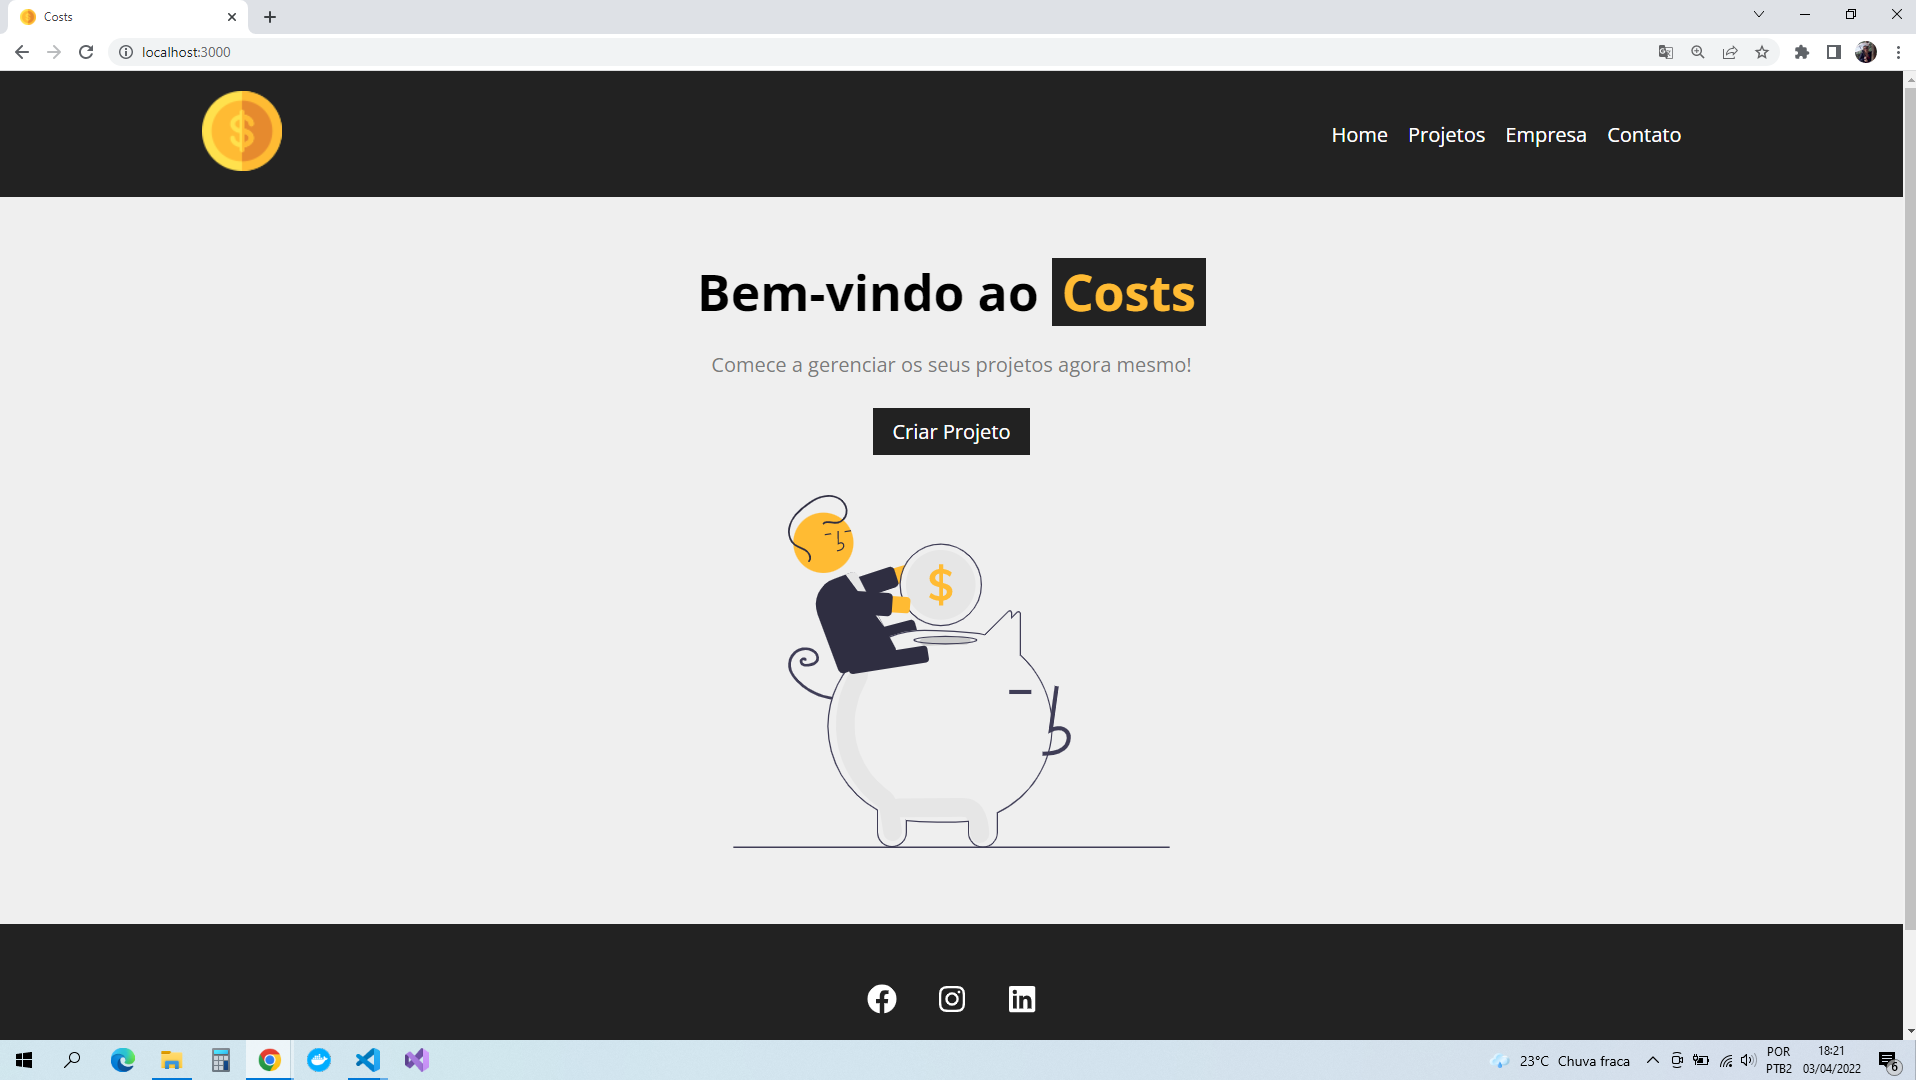 Costs
localhost:3000
$
Home Projetos Empresa Contato
Bem-vindo ao Costs
Comece a gerenciar os seus projetos agora mesmo!
Criar Projeto
$
in
23°C Chuva fraca
POR
PTB2
18:21
03/04/2022
6